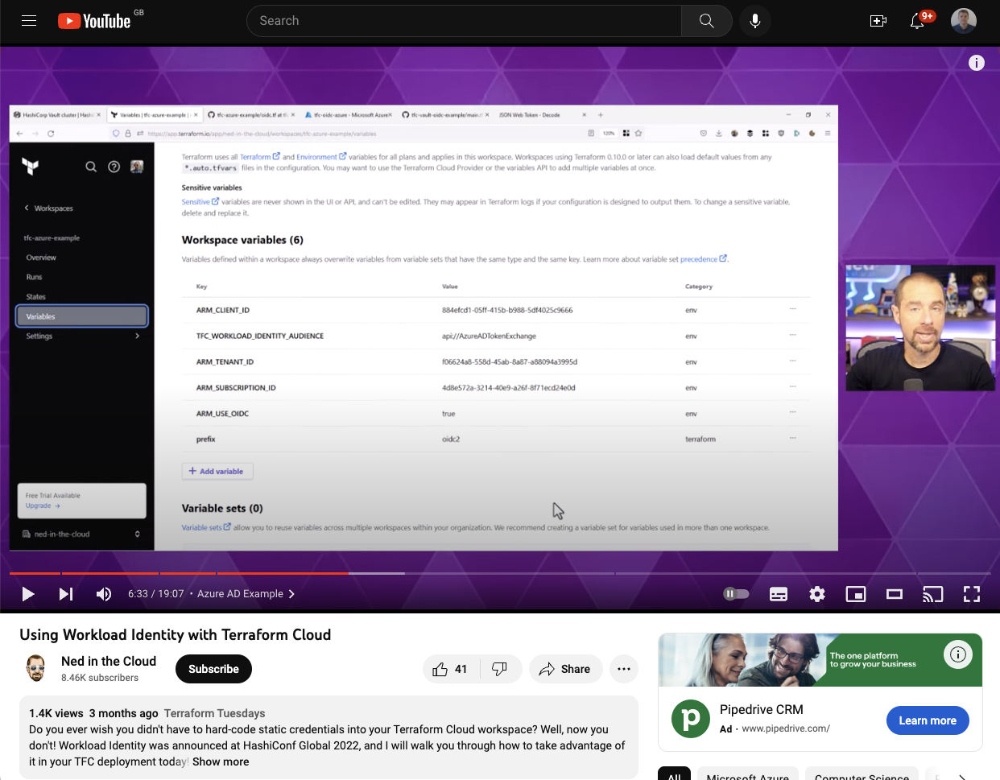 YouTube GB
Search
9+
HashiCorp Vault cluster | Hashi
Variables | tfc-azure-example |
tfc-azure-example/oidc.tf at th
tfc-oidc-azure - Microsoft Azure
tfc-vault-oidc-example/main.t
JSON Web Token - Decode
https://app.terraform.io/app/ned-in-the-cloud/workspaces/tfc-azure-example/variables
120%
Workspaces
tfc-azure-example
Overview
Runs
States
Variables
Settings
Free Trial Available
Upgrade →
ned-in-the-cloud
Terraform uses all Terraform and Environment variables for all plans and applies in this workspace. Workspaces using Terraform 0.10.0 or later can also load default values from any
*.auto.tfvars files in the configuration. You may want to use the Terraform Cloud Provider or the variables API to add multiple variables at once.
Sensitive variables
Sensitive variables are never shown in the UI or API, and can't be edited. They may appear in Terraform logs if your configuration is designed to output them. To change a sensitive variable,
delete and replace it.
Workspace variables (6)
Variables defined within a workspace always overwrite variables from variable sets that have the same type and the same key. Learn more about variable set precedence.
Key Value Category
ARM_CLIENT_ID 884efcd1-05ff-415b-b988-5df4025c9666 env
TFC_WORKLOAD_IDENTITY_AUDIENCE api://AzureADTokenExchange env
ARM_TENANT_ID f06624a8-558d-45ab-8a87-a88094a3995d env
ARM_SUBSCRIPTION_ID 4d8e572a-3214-40e9-a26f-8f71ecd24e0d env
ARM_USE_OIDC true env
prefix oidc2 terraform
+ Add variable
Variable sets (0)
Variable sets allow you to reuse variables across multiple workspaces within your organization. We recommend creating a variable set for variables used in more than one workspace.
6:33 / 19:07 • Azure AD Example
Using Workload Identity with Terraform Cloud
Ned in the Cloud
8.46K subscribers
Subscribe
41
Share
1.4K views 3 months ago Terraform Tuesdays
Do you ever wish you didn't have to hard-code static credentials into your Terraform Cloud workspace? Well, now you
don't! Workload Identity was announced at HashiConf Global 2022, and I will walk you through how to take advantage of
it in your TFC deployment today! Show more
The one platform
to grow your business
Pipedrive CRM
Ad · www.pipedrive.com/
Learn more
All
Microsoft Azure
Computer Science